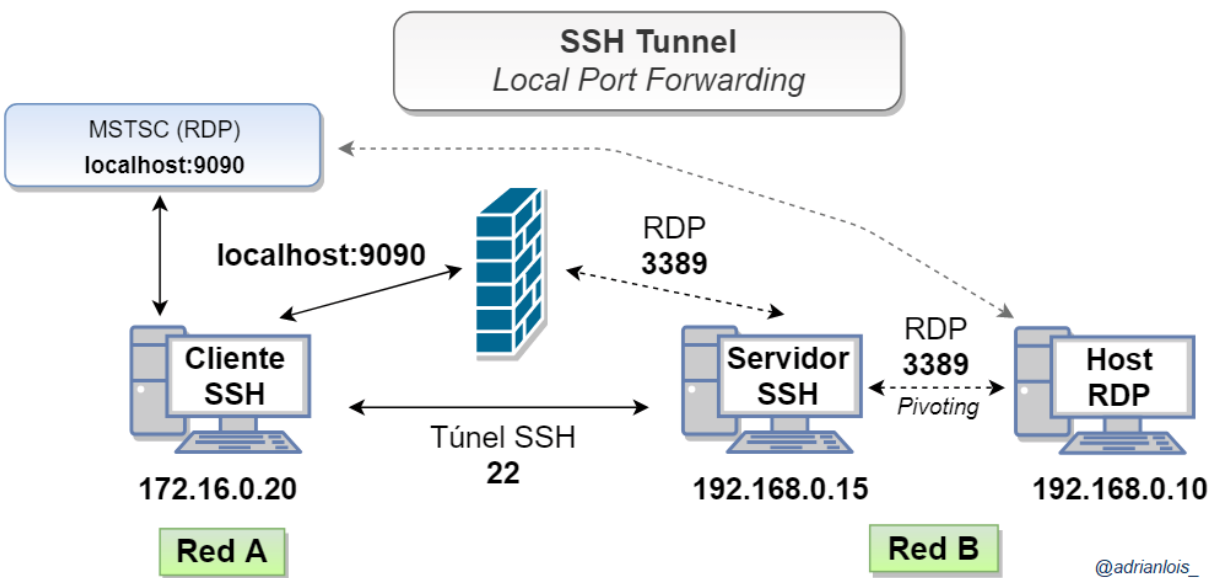 SSH Tunnel
Local Port Forwarding
MSTSC (RDP)
localhost:9090
localhost:9090
RDP
3389
Cliente
SSH
Túnel SSH
22
Servidor
SSH
RDP
3389
Pivoting
Host
RDP
172.16.0.20
192.168.0.15
192.168.0.10
Red A
Red B
@adrianlois_